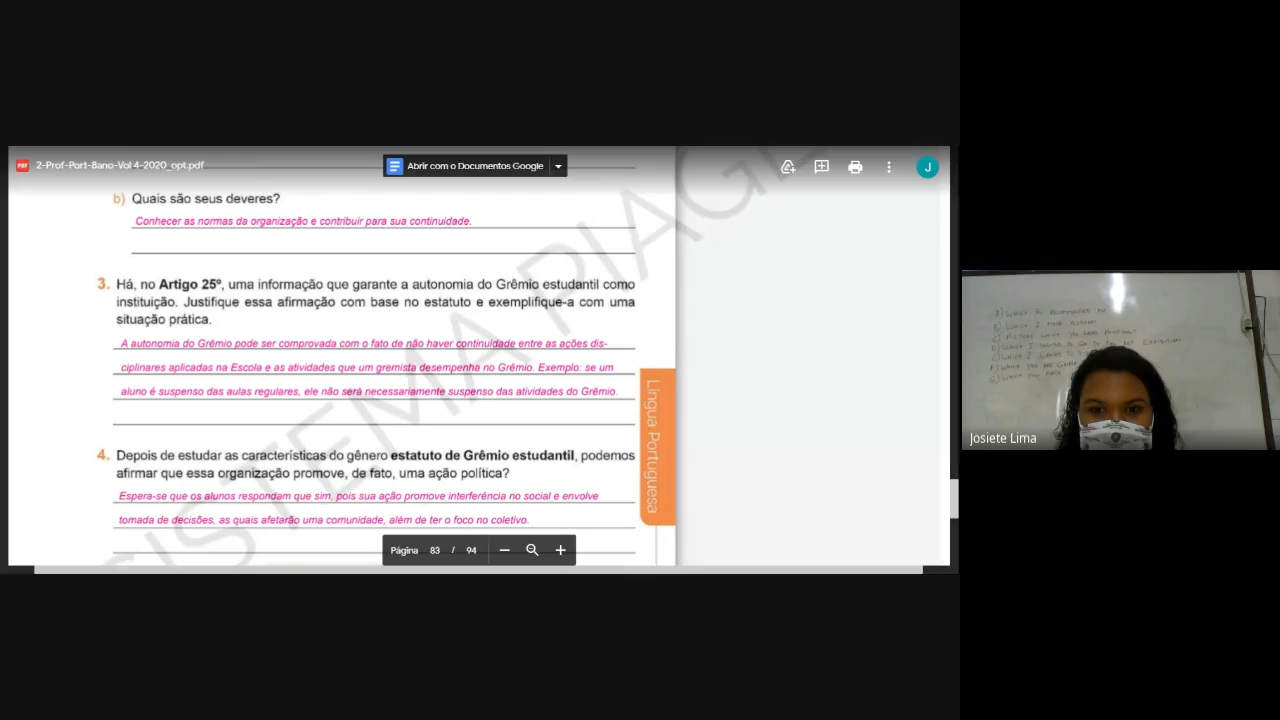 2-Prof-Port-8ano-Vol 4-2020_opt.pdf
Abrir com o Documentos Google
J
b) Quais são seus deveres?
Conhecer as normas da organização e contribuir para sua continuidade.
3. Há, no Artigo 25º, uma informação que garante a autonomia do Grêmio estudantil como
instituição. Justifique essa afirmação com base no estatuto e exemplifique-a com uma
situação prática.
A autonomia do Grêmio pode ser comprovada com o fato de não haver continuidade entre as ações dis-
ciplinares aplicadas na Escola e as atividades que um gremista desempenha no Grêmio. Exemplo: se um
aluno é suspenso das aulas regulares, ele não será necessariamente suspenso das atividades do Grêmio.
4. Depois de estudar as características do gênero estatuto de Grêmio estudantil, podemos
afirmar que essa organização promove, de fato, uma ação política?
Espera-se que os alunos respondam que sim, pois sua ação promove interferência no social e envolve
tomada de decisões, as quais afetarão uma comunidade, além de ter o foco no coletivo.
Língua Portuguesa
SISTEMA PIAGE
Página 83 / 94
Josiete Lima